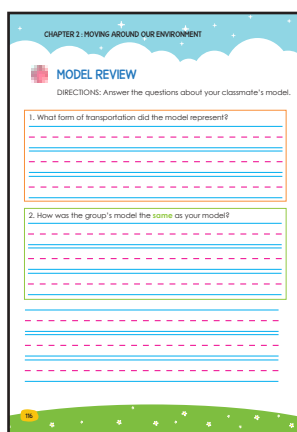 CHAPTER 2 : MOVING AROUND OUR ENVIRONMENT
MODEL REVIEW
DIRECTIONS: Answer the questions about your classmate's model.
1. What form of transportation did the model represent?
2. How was the group's model the same as your model?
116